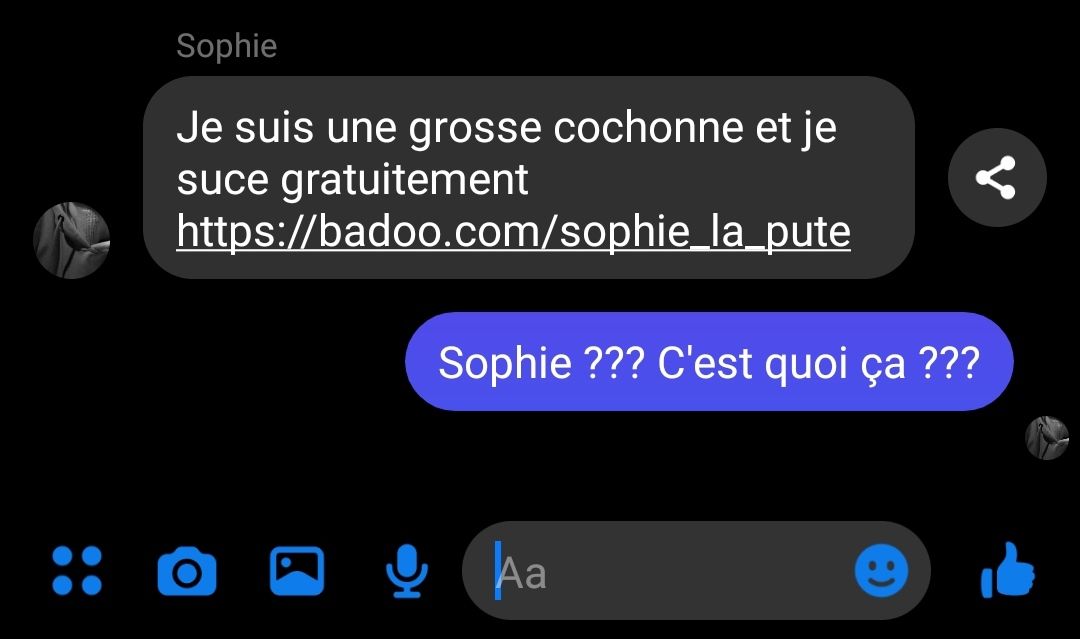 Sophie
Je suis une grosse cochonne et je
suce gratuitement
https://badoo.com/sophie_la_pute
Sophie ??? C'est quoi ça ???
Aa